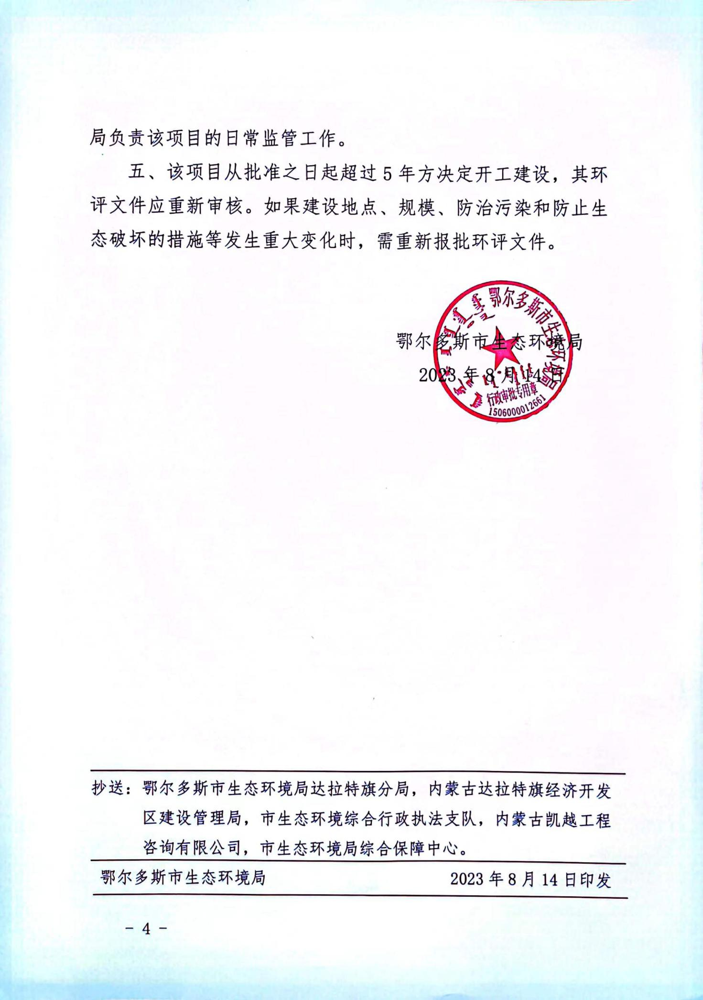 局负责该项目的日常监管工作。
五、该项目从批准之日起超过5年方决定开工建设，其环
评文件应重新审核。如果建设地点、规模、防治污染和防止生
态破坏的措施等发生重大变化时，需重新报批环评文件。
鄂尔多斯市生态环境局
2023年8月14日
鄂尔多斯市生态环境局
行政审批专用章
1506000012661
抄送：鄂尔多斯市生态环境局达拉特旗分局，内蒙古达拉特旗经济开发
区建设管理局，市生态环境综合行政执法支队，内蒙古凯越工程
咨询有限公司，市生态环境局综合保障中心。
鄂尔多斯市生态环境局 2023年8月14日印发
- 4 -